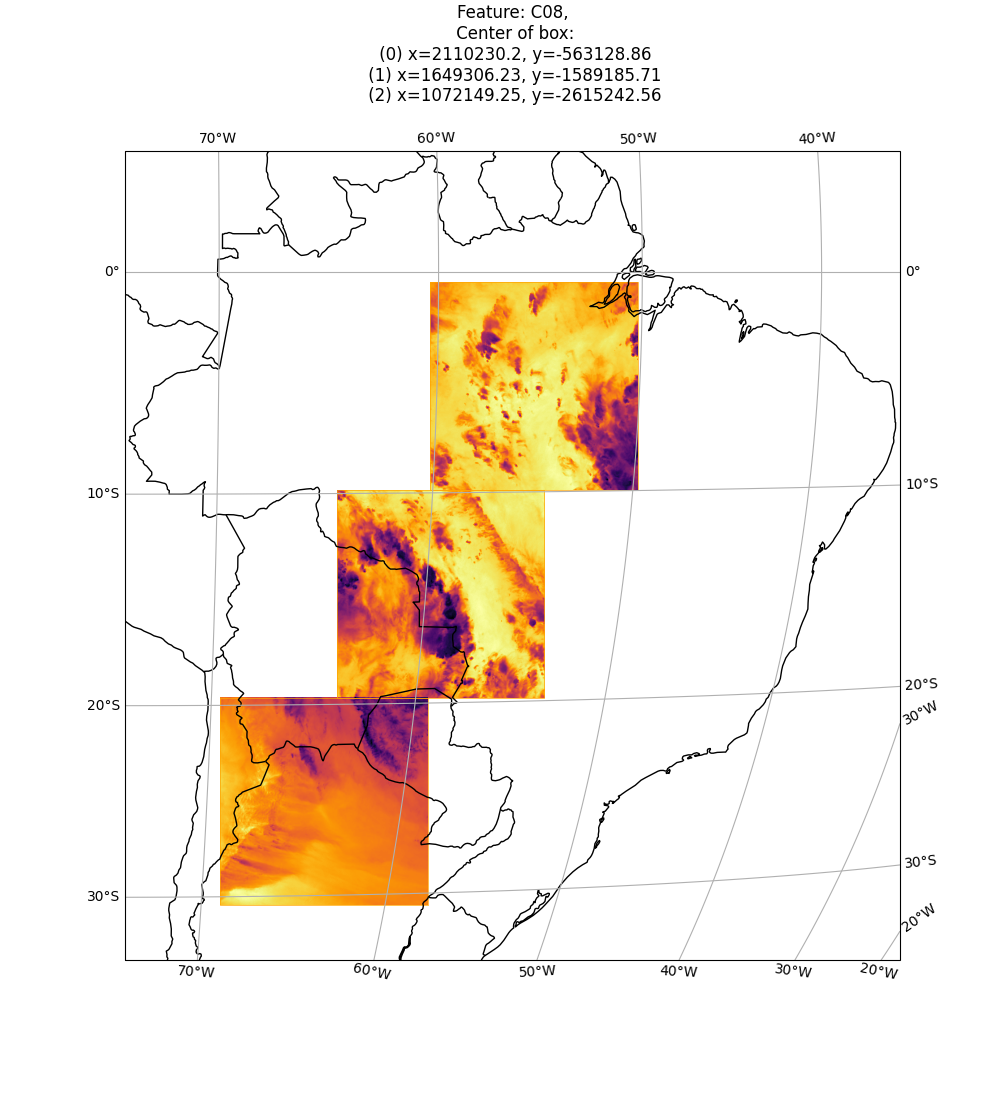 Feature: C08,
Center of box:
(0) x=2110230.2, y=-563128.86
(1) x=1649306.23, y=-1589185.71
(2) x=1072149.25, y=-2615242.56
70°W 60°W 50°W 40°W
0° 0°
10°S 10°S
20°S 20°S
30°W
30°S 30°S
20°W
70°W 60°W 50°W 40°W 30°W 20°W